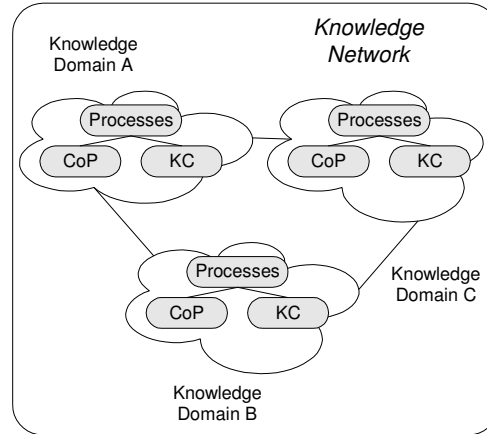 Knowledge
Domain A
Knowledge
Network
Processes
CoP
KC
Processes
CoP
KC
Processes
CoP
KC
Knowledge
Domain C
Knowledge
Domain B